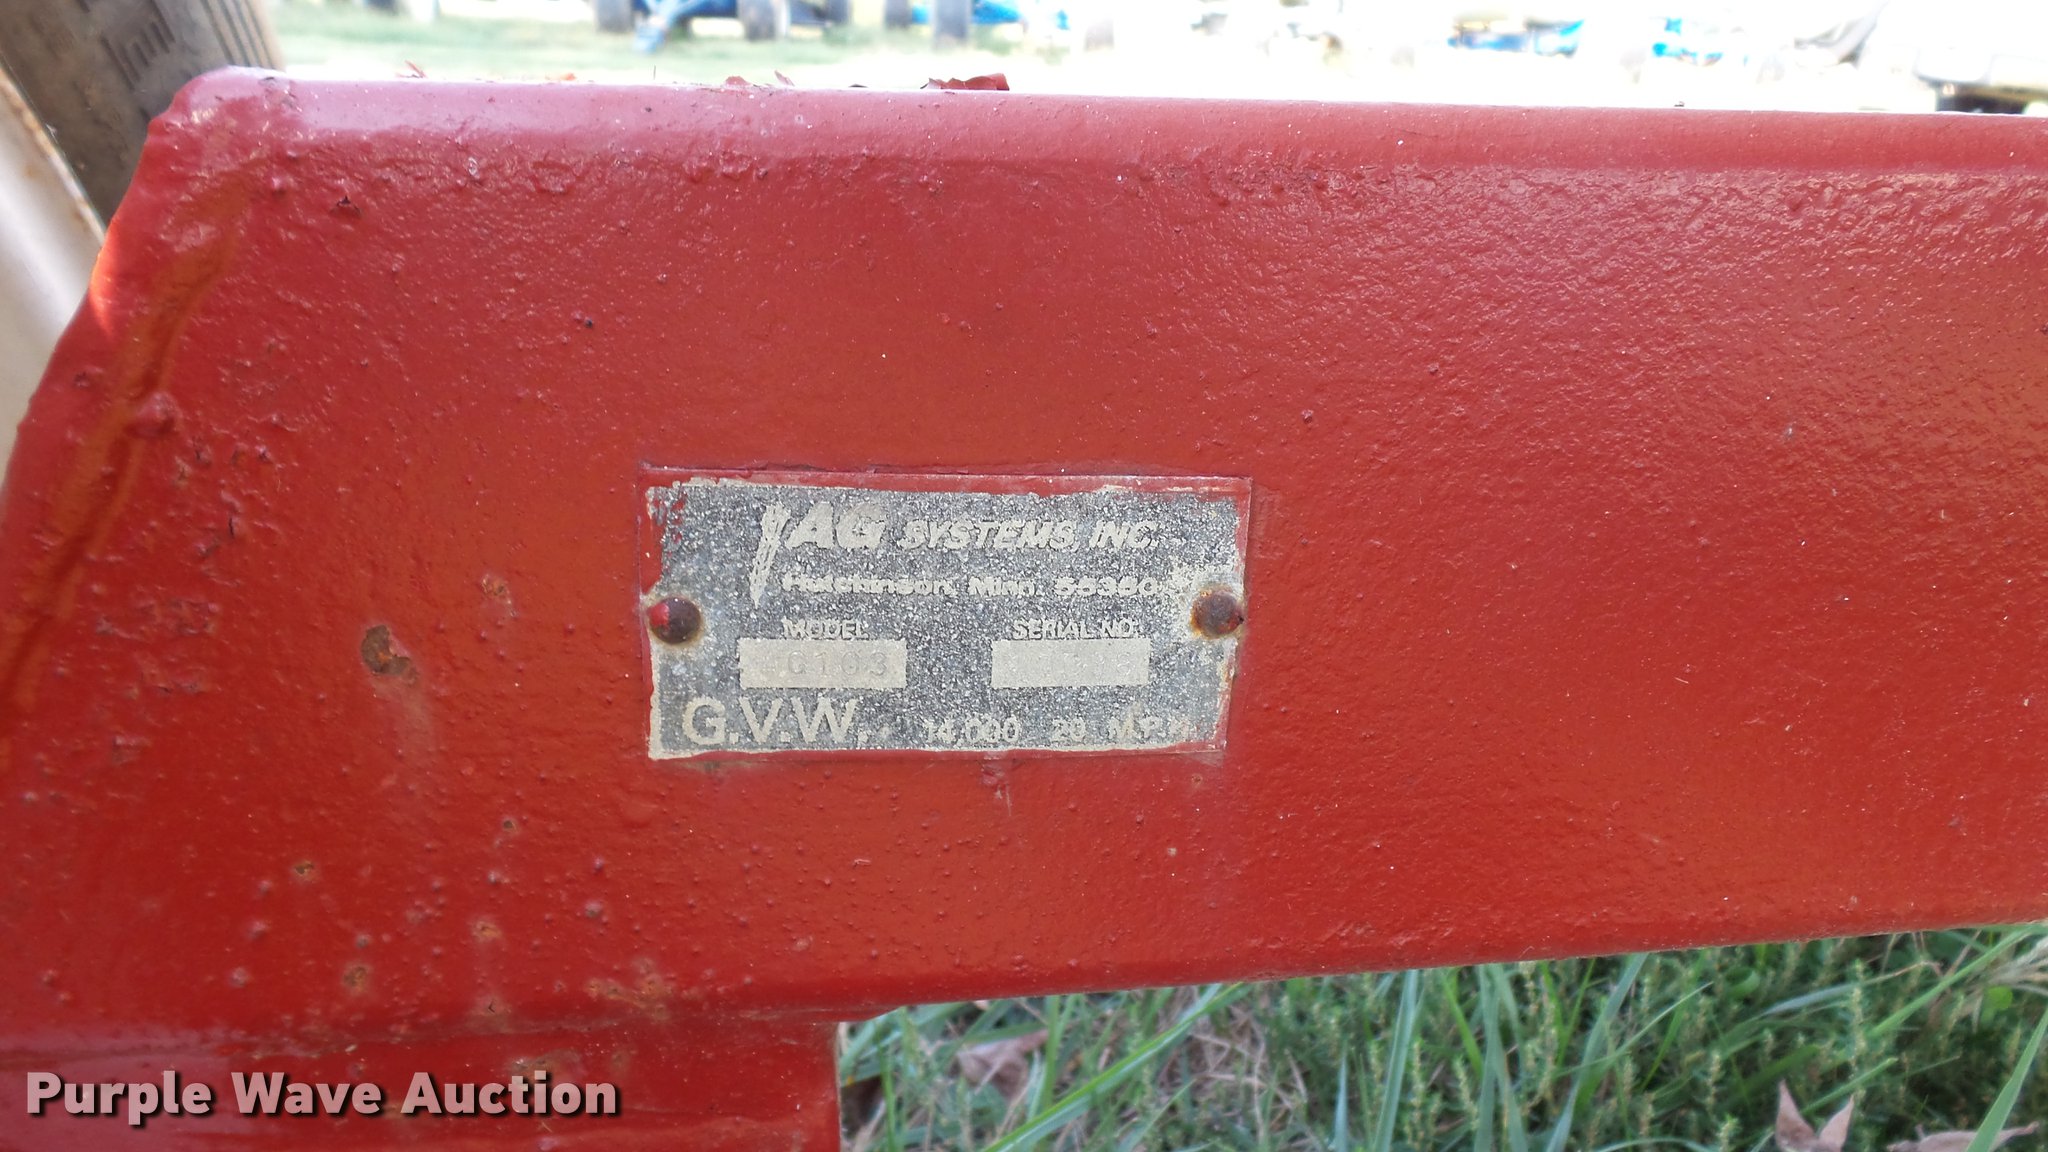 AG SYSTEMS, INC.
Hutchinson, Minn. 55350
MODEL SERIAL NO.
G.V.W. 14,000 20 M.P.H.
Purple Wave Auction